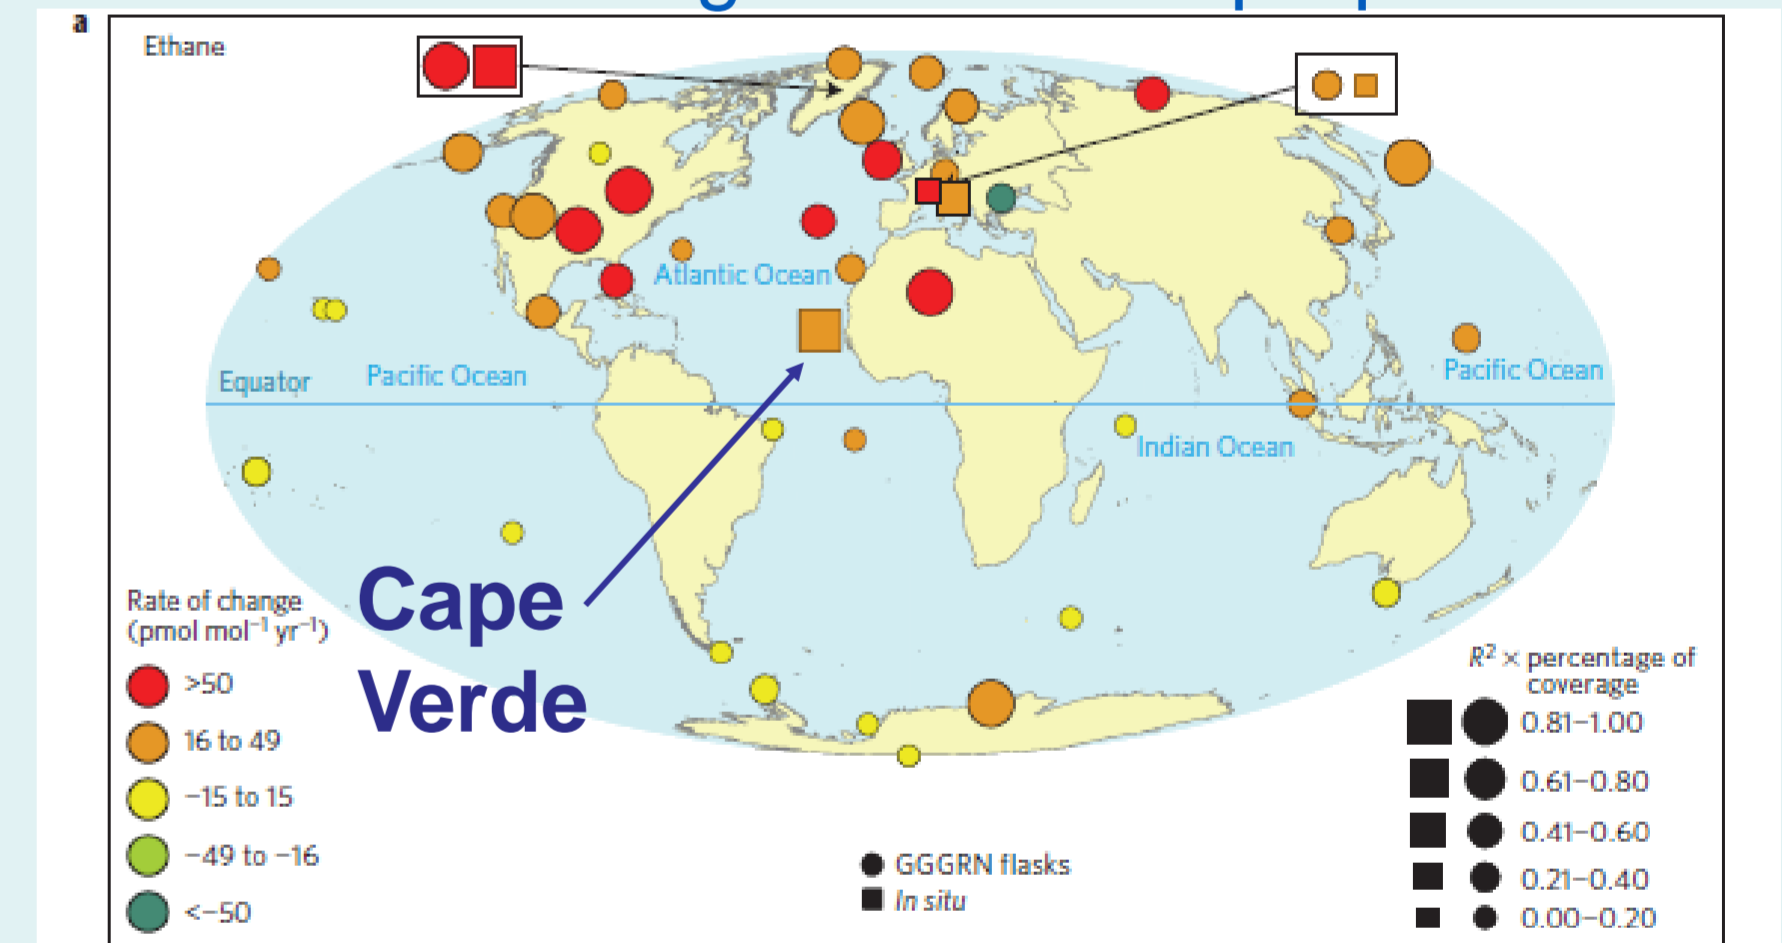 a
Ethane
Atlantic Ocean
Equator
Pacific Ocean
Pacific Ocean
Indian Ocean
Cape
Verde
Rate of change
(pmol mol⁻¹ yr⁻¹)
>50
16 to 49
−15 to 15
−49 to −16
<−50
GGGRN flasks
In situ
R² × percentage of
coverage
0.81−1.00
0.61−0.80
0.41−0.60
0.21−0.40
0.00−0.20